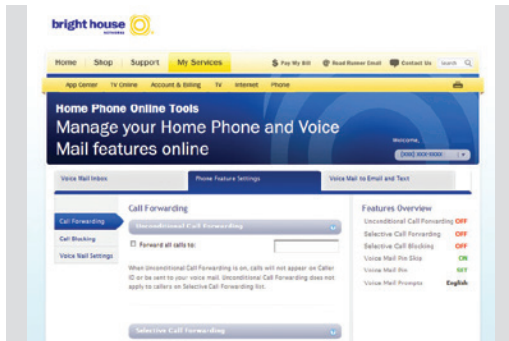 bright house
NETWORKS
Home Shop Support My Services $ Pay My Bill @ Road Runner Email Contact Us Search
App Center TV Online Account & Billing TV Internet Phone
Home Phone Online Tools
Manage your Home Phone and Voice
Mail features online
Welcome,
(XXX) XXX-XXXX
Voice Mail Inbox Phone Feature Settings Voice Mail to Email and Text
Call Forwarding
Call Blocking
Voice Mail Settings
Call Forwarding
Unconditional Call Forwarding ?
Forward all calls to:
When Unconditional Call Forwarding is on, calls will not appear on Caller
ID or be sent to your voice mail. Unconditional Call Forwarding does not
apply to callers on Selective Call Forwarding list.
Selective Call Forwarding ?
Features Overview
Unconditional Call Forwarding OFF
Selective Call Forwarding OFF
Selective Call Blocking OFF
Voice Mail Pin Skip ON
Voice Mail Pin SET
Voice Mail Prompts English